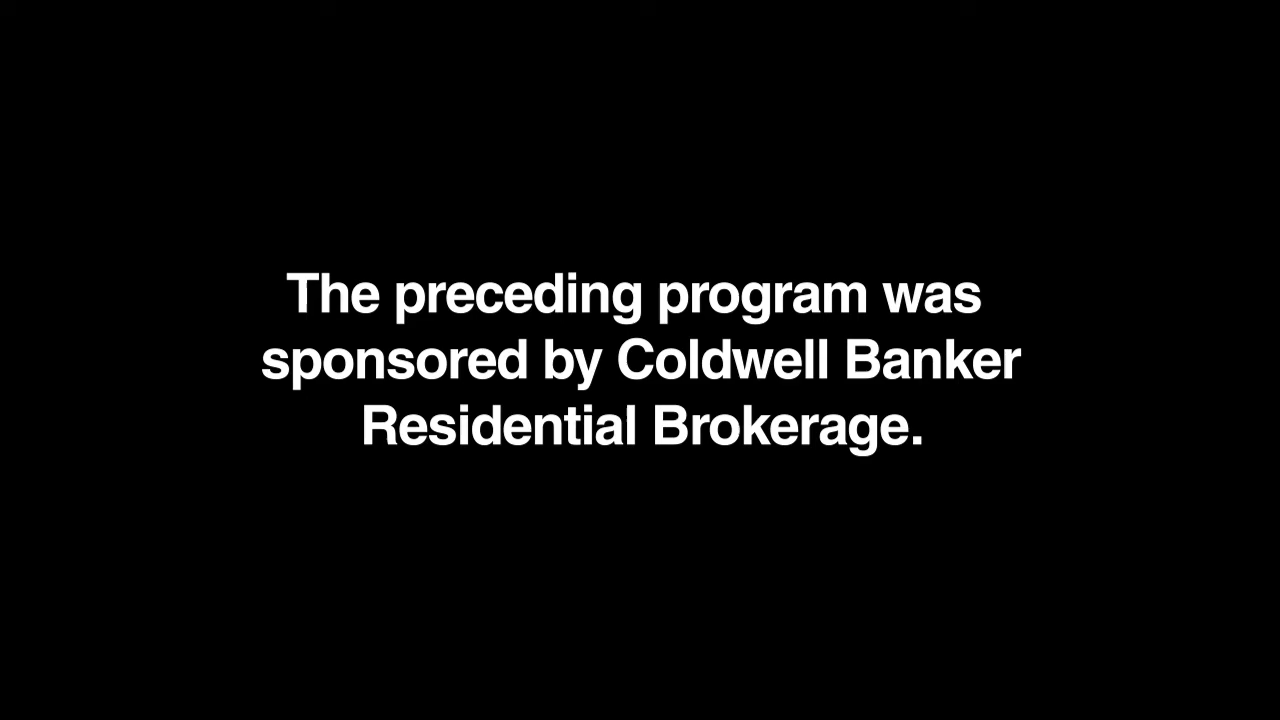 The preceding program was
sponsored by Coldwell Banker
Residential Brokerage.